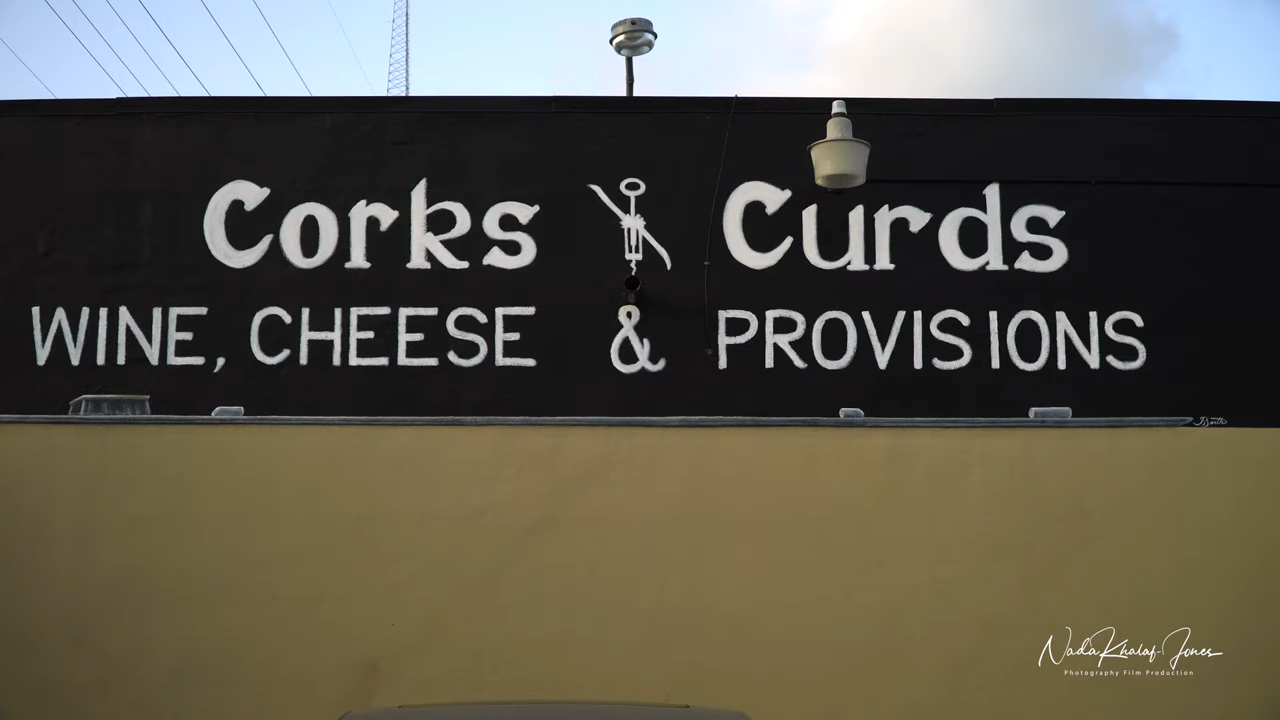 Corks Curds
WINE, CHEESE & PROVISIONS
Nada Khalaf-Jones
Photography Film Production